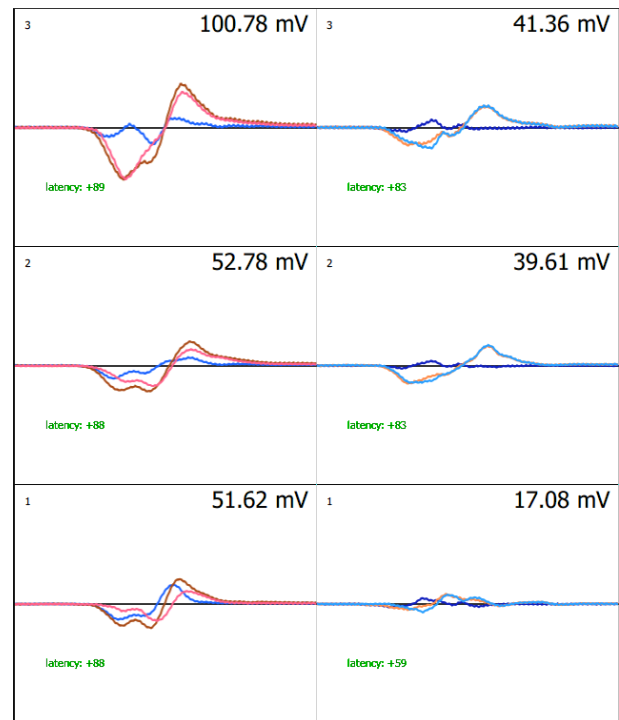 3 100.78 mV
3 41.36 mV
latency: +89
latency: +83
2 52.78 mV
2 39.61 mV
latency: +88
latency: +83
1 51.62 mV
1 17.08 mV
latency: +88
latency: +59